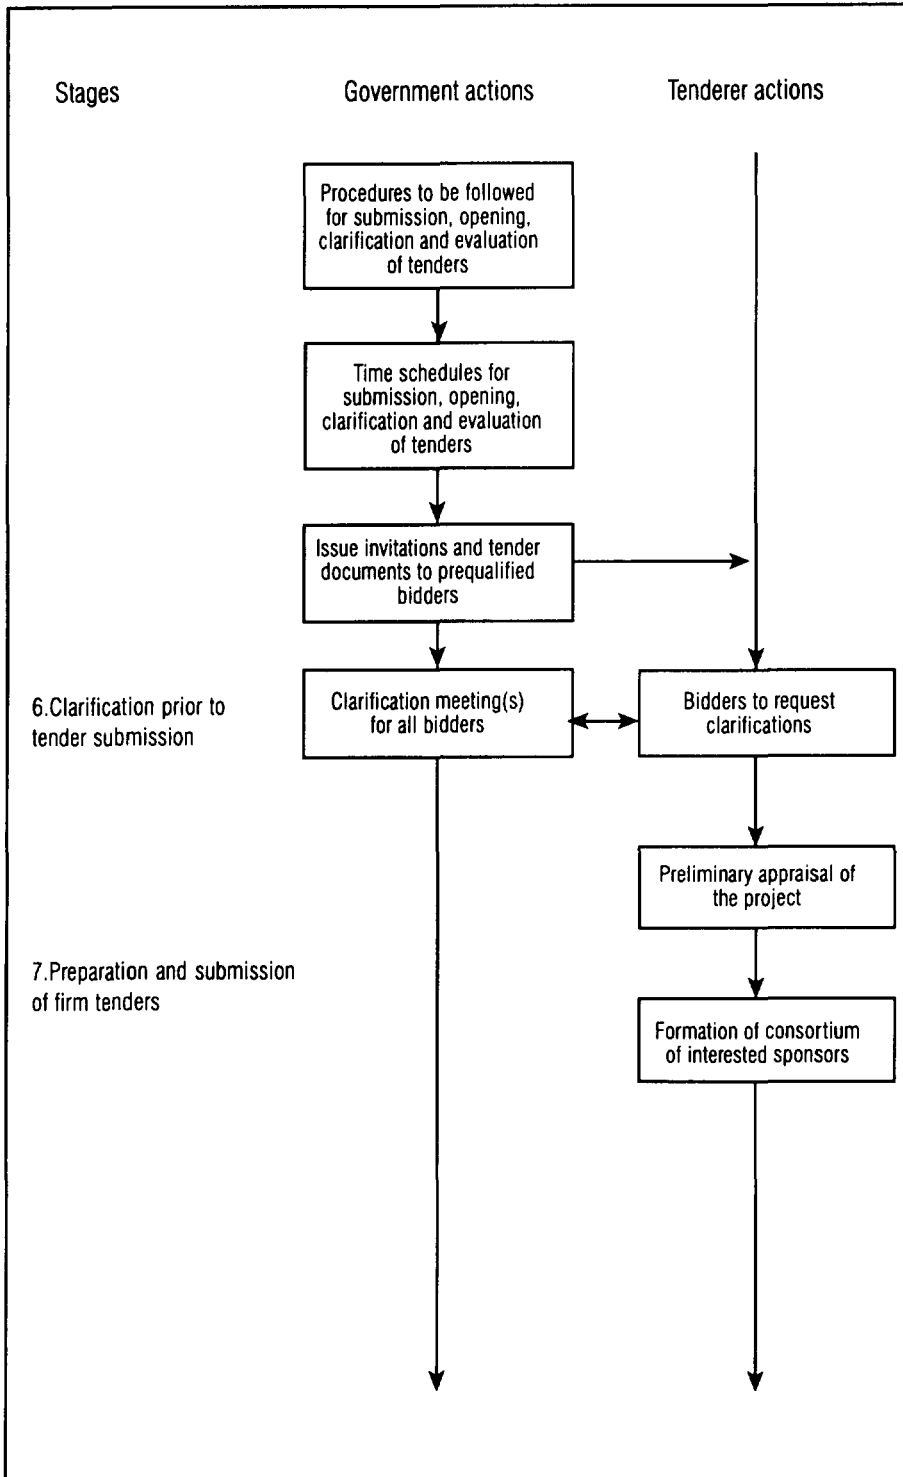 Stages
Government actions
Tenderer actions
Procedures to be followed
for submission, opening,
clarification and evaluation
of tenders
Time schedules for
submission, opening,
clarification and evaluation
of tenders
Issue invitations and tender
documents to prequalified
bidders
6.Clarification prior to
tender submission
Clarification meeting(s)
for all bidders
Bidders to request
clarifications
Preliminary appraisal of
the project
7.Preparation and submission
of firm tenders
Formation of consortium
of interested sponsors